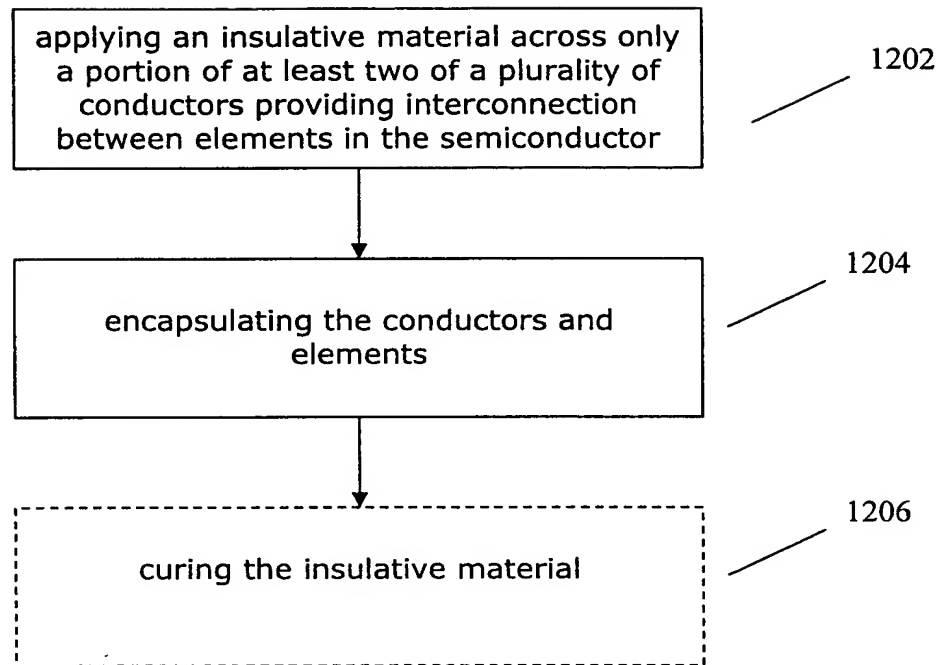 applying an insulative material across only
a portion of at least two of a plurality of
conductors providing interconnection
between elements in the semiconductor
1202
encapsulating the conductors and
elements
1204
curing the insulative material
1206